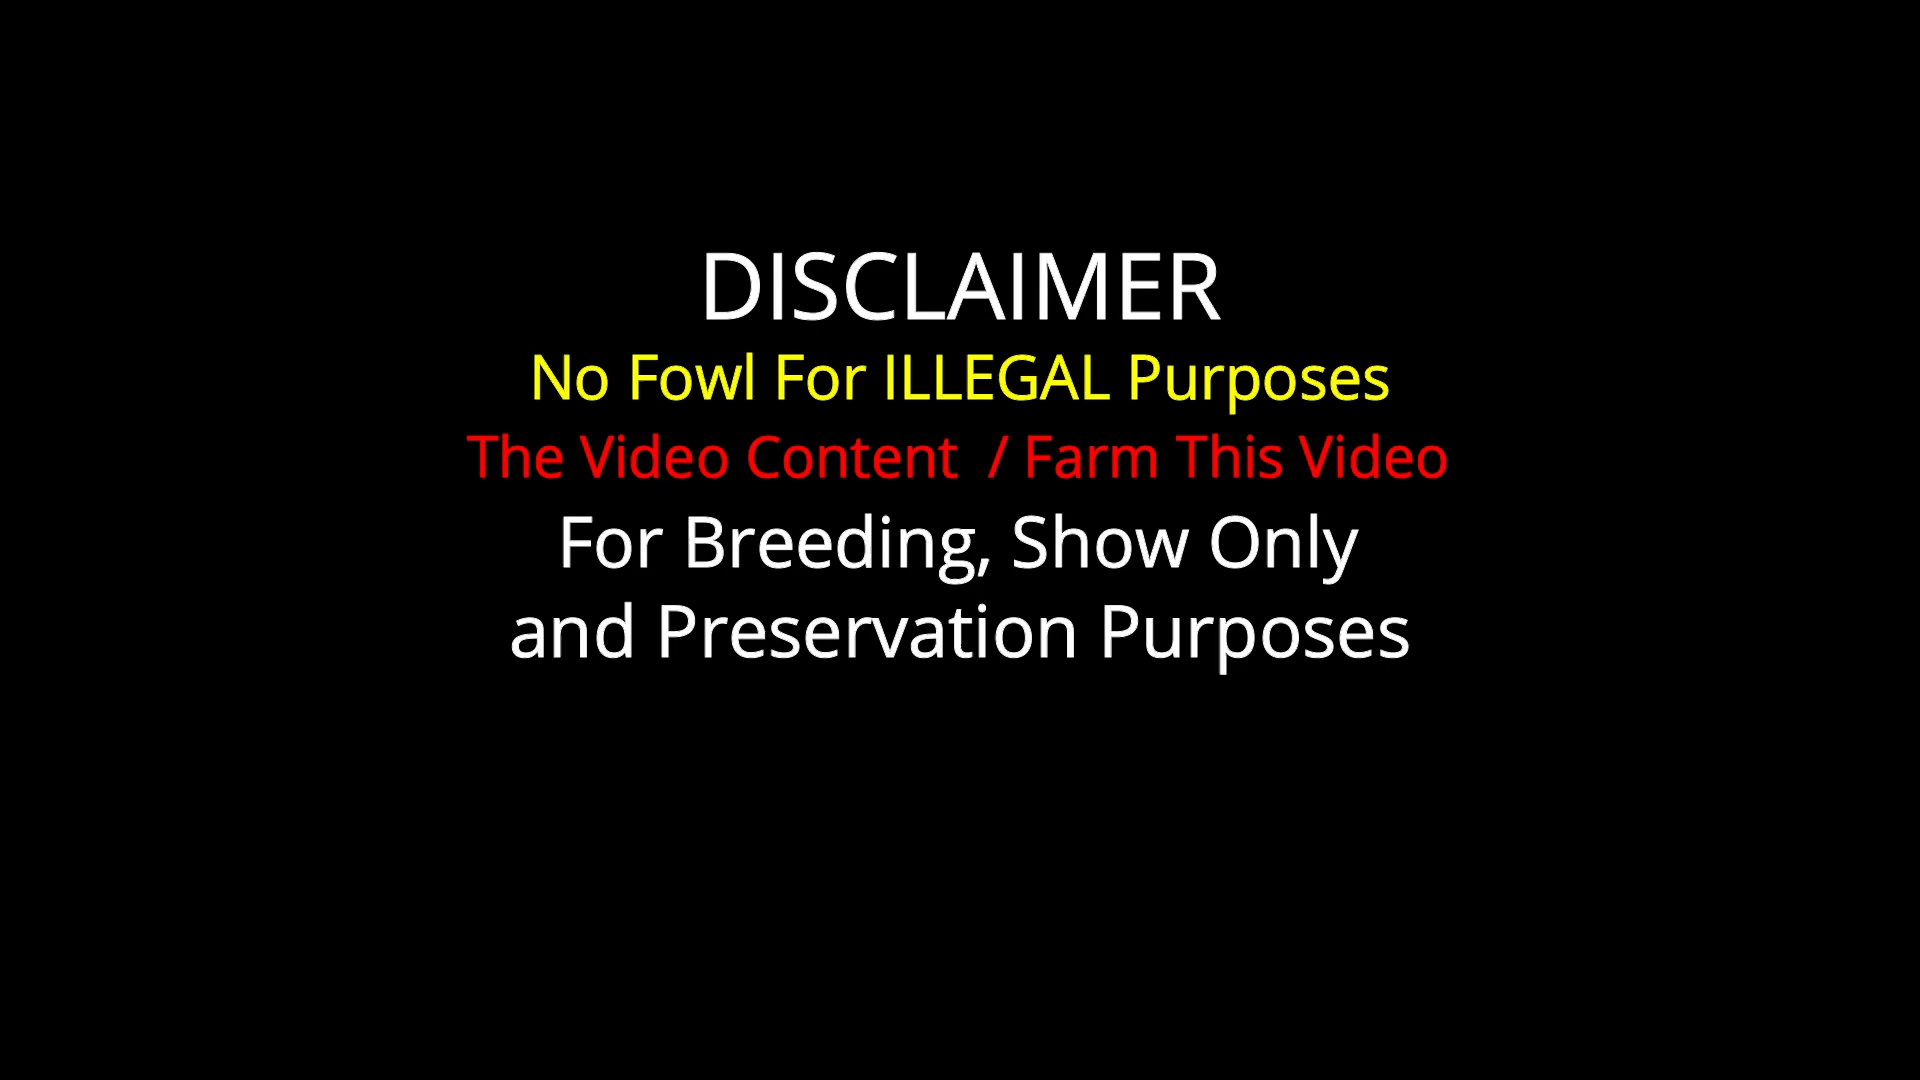 DISCLAIMER
No Fowl For ILLEGAL Purposes
The Video Content / Farm This Video
For Breeding, Show Only
and Preservation Purposes